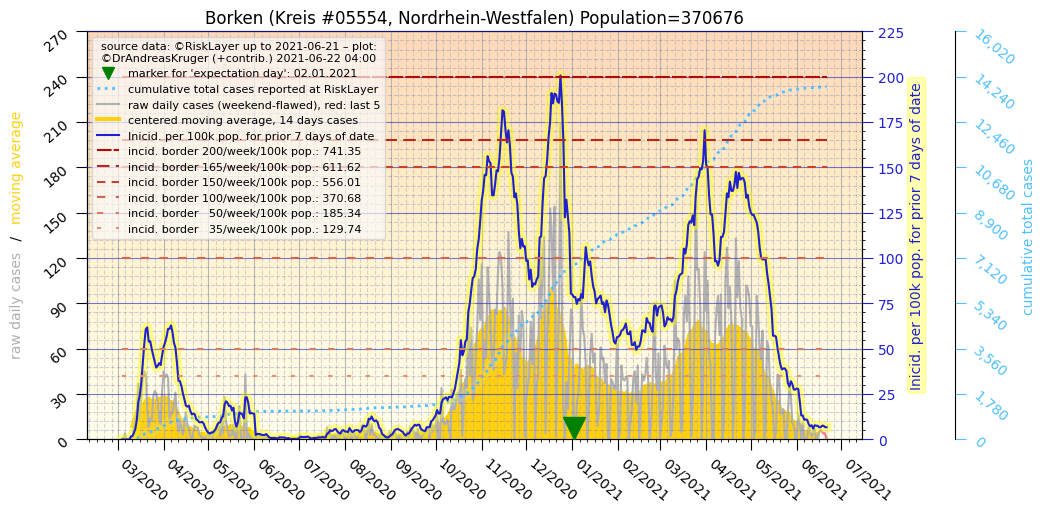 Borken (Kreis #05554, Nordrhein-Westfalen) Population=370676
source data: ©RiskLayer up to 2021-06-21 – plot:
©DrAndreasKruger (+contrib.) 2021-06-22 04:00
marker for 'expectation day': 02.01.2021
cumulative total cases reported at RiskLayer
raw daily cases (weekend-flawed), red: last 5
centered moving average, 14 days cases
Inicid. per 100k pop. for prior 7 days of date
incid. border 200/week/100k pop.: 741.35
incid. border 165/week/100k pop.: 611.62
incid. border 150/week/100k pop.: 556.01
incid. border 100/week/100k pop.: 370.68
incid. border   50/week/100k pop.: 185.34
incid. border   35/week/100k pop.: 129.74
raw daily cases  /  moving average
270
240
210
180
150
120
90
60
30
0
03/2020
04/2020
05/2020
06/2020
07/2020
08/2020
09/2020
10/2020
11/2020
12/2020
01/2021
02/2021
03/2021
04/2021
05/2021
06/2021
07/2021
225
200
175
150
125
100
75
50
25
0
Inicid. per 100k pop. for prior 7 days of date
16,020
14,240
12,460
10,680
8,900
7,120
5,340
3,560
1,780
0
cumulative total cases